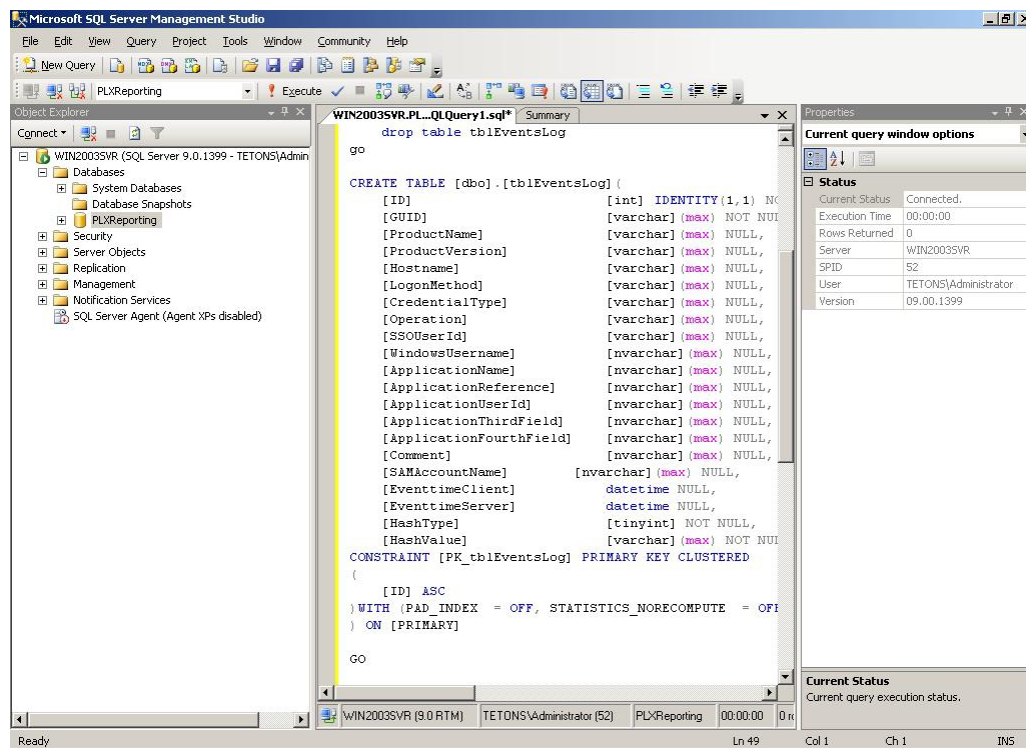 Microsoft SQL Server Management Studio
File Edit View Query Project Tools Window Community Help
New Query
PLXReporting Execute
Object Explorer
Connect
WIN2003SVR (SQL Server 9.0.1399 - TETONS\Admin
Databases
System Databases
Database Snapshots
PLXReporting
Security
Server Objects
Replication
Management
Notification Services
SQL Server Agent (Agent XPs disabled)
WIN2003SVR.PL...QLQuery1.sql* Summary
drop table tblEventsLog
go
CREATE TABLE [dbo].[tblEventsLog](
[ID] [int] IDENTITY(1,1) NO
[GUID] [varchar](max) NOT NUL
[ProductName] [varchar](max) NULL,
[ProductVersion] [varchar](max) NULL,
[Hostname] [varchar](max) NULL,
[LogonMethod] [varchar](max) NULL,
[CredentialType] [varchar](max) NULL,
[Operation] [varchar](max) NULL,
[SSOUserId] [varchar](max) NULL,
[WindowsUsername] [nvarchar](max) NULL,
[ApplicationName] [nvarchar](max) NULL,
[ApplicationReference] [nvarchar](max) NULL,
[ApplicationUserId] [nvarchar](max) NULL,
[ApplicationThirdField] [nvarchar](max) NULL,
[ApplicationFourthField] [nvarchar](max) NULL,
[Comment] [nvarchar](max) NULL,
[SAMAccountName] [nvarchar](max) NULL,
[EventtimeClient] datetime NULL,
[EventtimeServer] datetime NULL,
[HashType] [tinyint] NOT NULL,
[HashValue] [varchar](max) NOT NUL
CONSTRAINT [PK_tblEventsLog] PRIMARY KEY CLUSTERED
(
[ID] ASC
)WITH (PAD_INDEX = OFF, STATISTICS_NORECOMPUTE = OFF
) ON [PRIMARY]
GO
WIN2003SVR (9.0 RTM) TETONS\Administrator (52) PLXReporting 00:00:00 0 ro
Properties
Current query window options
Status
Current Status Connected.
Execution Time 00:00:00
Rows Returned 0
Server WIN2003SVR
SPID 52
User TETONS\Administrator
Version 09.00.1399
Current Status
Current query execution status.
Ready Ln 49 Col 1 Ch 1 INS